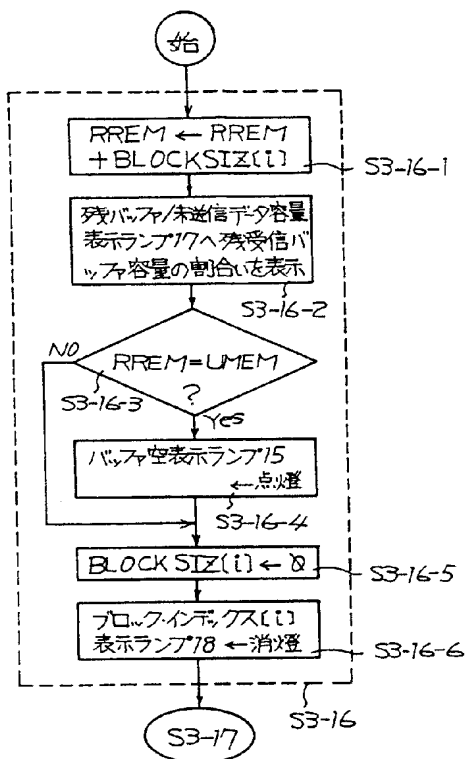 始
RREM ← RREM
+BLOCKSIZ[i]
S3-16-1
残バッファ/未送信データ容量
表示ランプ17へ残受信バ
ッファ容量の割合いを表示
S3-16-2
NO
RREM=UMEM
?
S3-16-3
Yes
バッファ空表示ランプ15
←点燈
S3-16-4
BLOCKSIZ[i]←0
S3-16-5
ブロック・インデックス[i]
表示ランプ18 ←消燈
S3-16-6
S3-16
S3-17